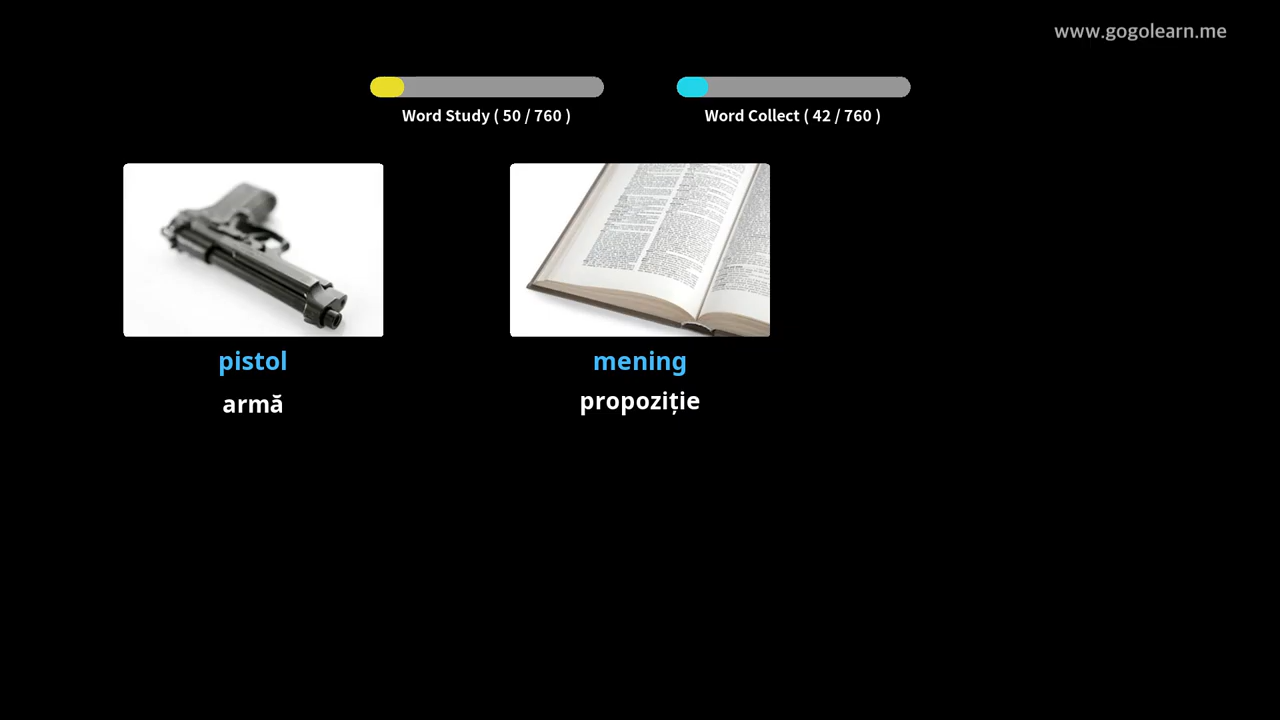 www.gogolearn.me
Word Study ( 50 / 760 )
Word Collect ( 42 / 760 )
pistol
armă
mening
propoziție